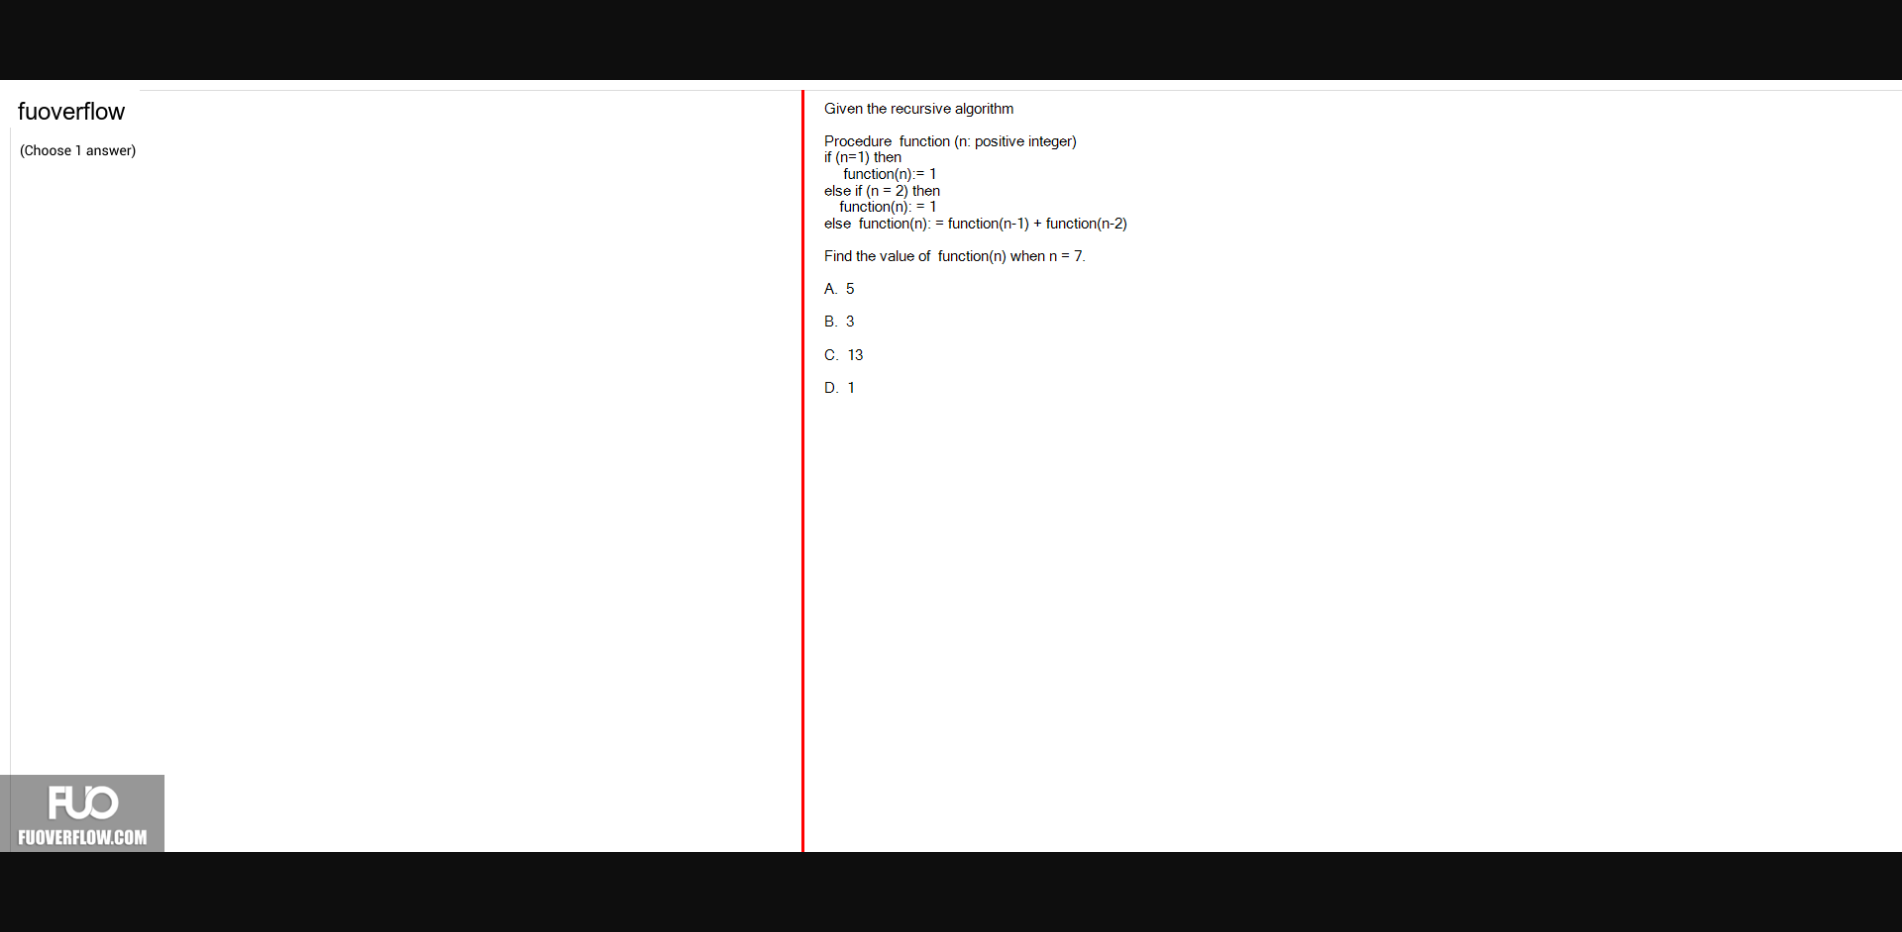 fuoverflow
(Choose 1 answer)
Given the recursive algorithm
Procedure function (n: positive integer)
if (n=1) then
function(n):= 1
else if (n = 2) then
function(n): = 1
else function(n): = function(n-1) + function(n-2)
Find the value of function(n) when n = 7.
A. 5
B. 3
C. 13
D. 1
FUO
FUOVERFLOW.COM